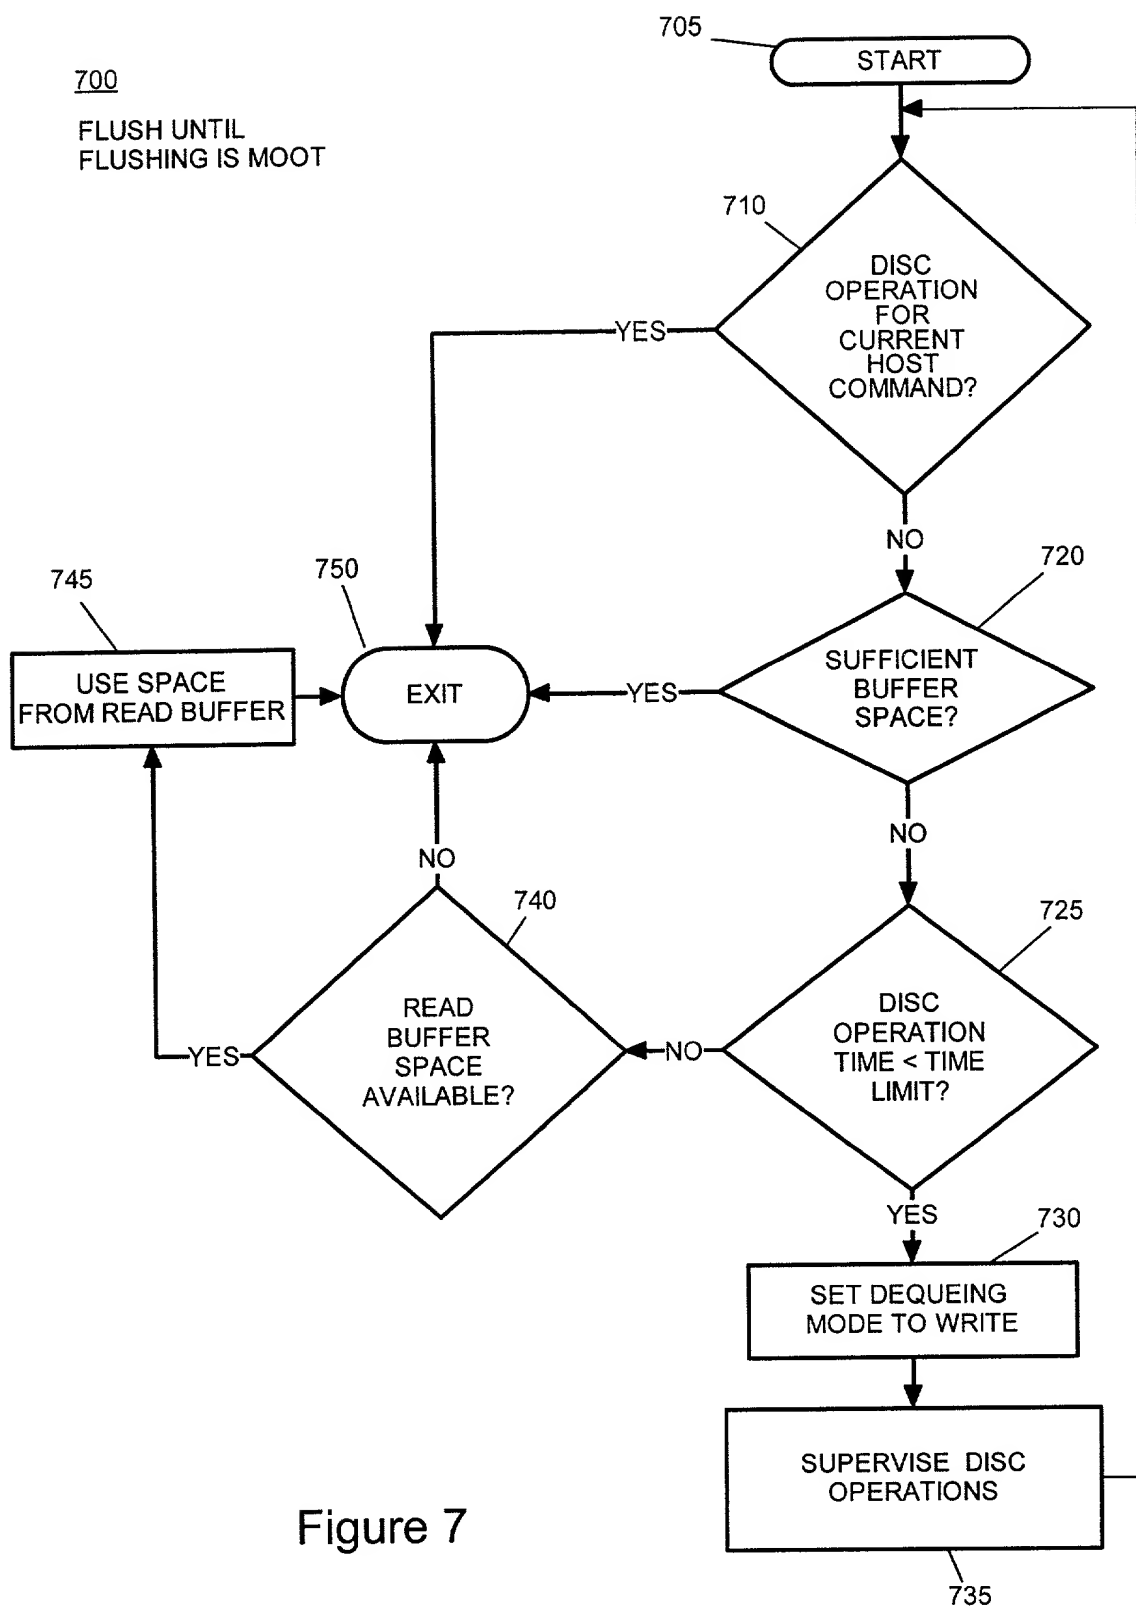 705
START
700
FLUSH UNTIL
FLUSHING IS MOOT
710
DISC
OPERATION
FOR
CURRENT
HOST
COMMAND?
YES
NO
720
745
750
USE SPACE
FROM READ BUFFER
EXIT
YES
SUFFICIENT
BUFFER
SPACE?
NO
NO
740
725
READ
BUFFER
SPACE
AVAILABLE?
YES
NO
DISC
OPERATION
TIME < TIME
LIMIT?
YES
730
SET DEQUEING
MODE TO WRITE
SUPERVISE DISC
OPERATIONS
Figure 7
735